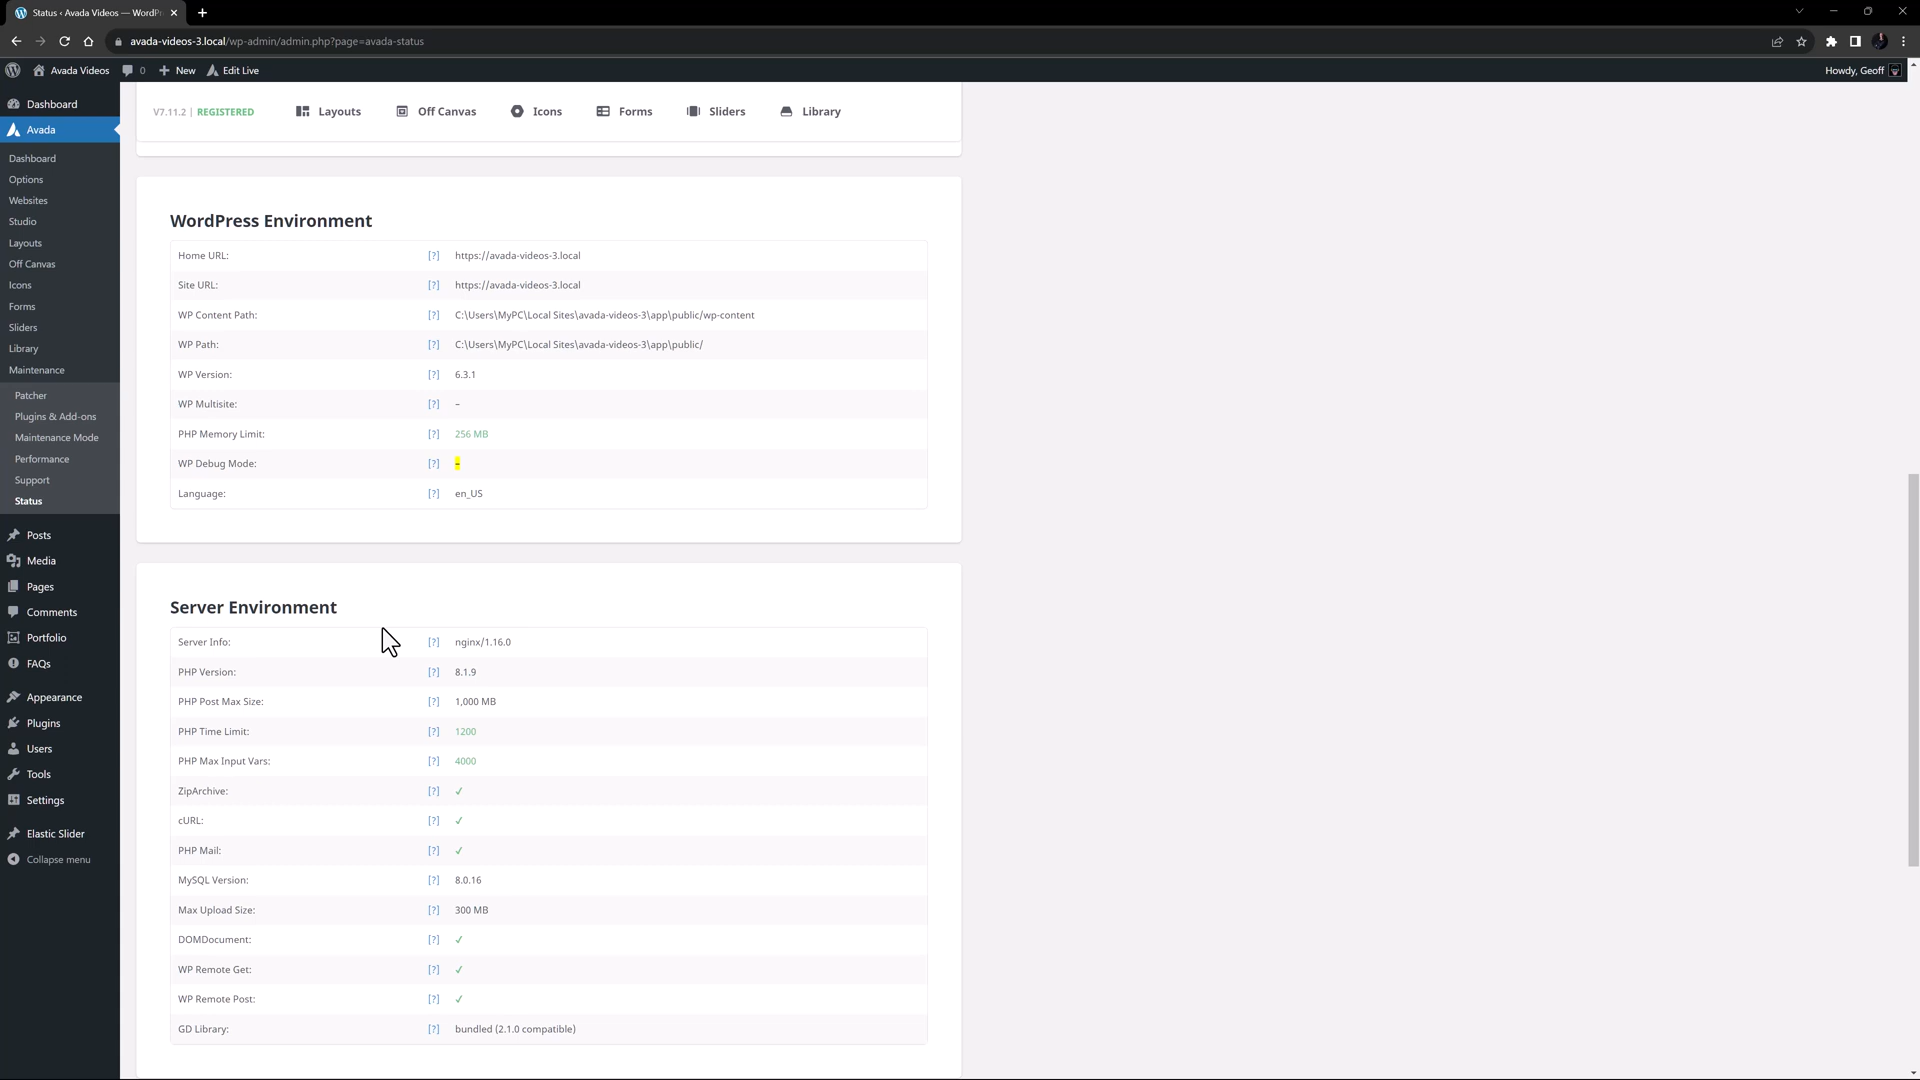 Status ‹ Avada Videos — WordPr
avada-videos-3.local/wp-admin/admin.php?page=avada-status
Avada Videos
0
New
Edit Live
Howdy, Geoff
Dashboard
Avada
Dashboard
Options
Websites
Studio
Layouts
Off Canvas
Icons
Forms
Sliders
Library
Maintenance
Patcher
Plugins & Add-ons
Maintenance Mode
Performance
Support
Status
Posts
Media
Pages
Comments
Portfolio
FAQs
Appearance
Plugins
Users
Tools
Settings
Elastic Slider
Collapse menu
V7.11.2 | REGISTERED
Layouts
Off Canvas
Icons
Forms
Sliders
Library
WordPress Environment
Home URL: [?] https://avada-videos-3.local
Site URL: [?] https://avada-videos-3.local
WP Content Path: [?] C:\Users\MyPC\Local Sites\avada-videos-3\app\public/wp-content
WP Path: [?] C:\Users\MyPC\Local Sites\avada-videos-3\app\public/
WP Version: [?] 6.3.1
WP Multisite: [?] –
PHP Memory Limit: [?] 256 MB
WP Debug Mode: [?] –
Language: [?] en_US
Server Environment
Server Info: [?] nginx/1.16.0
PHP Version: [?] 8.1.9
PHP Post Max Size: [?] 1,000 MB
PHP Time Limit: [?] 1200
PHP Max Input Vars: [?] 4000
ZipArchive: [?] ✓
cURL: [?] ✓
PHP Mail: [?] ✓
MySQL Version: [?] 8.0.16
Max Upload Size: [?] 300 MB
DOMDocument: [?] ✓
WP Remote Get: [?] ✓
WP Remote Post: [?] ✓
GD Library: [?] bundled (2.1.0 compatible)